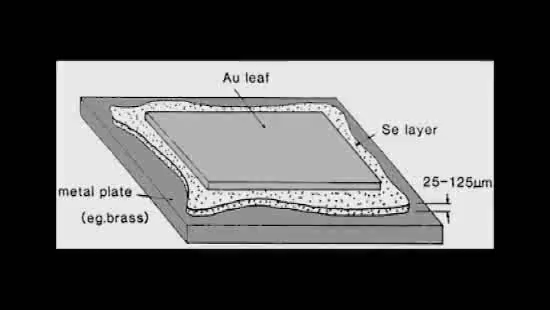 Au leaf
Se layer
25-125μm
metal plate
(eg.brass)